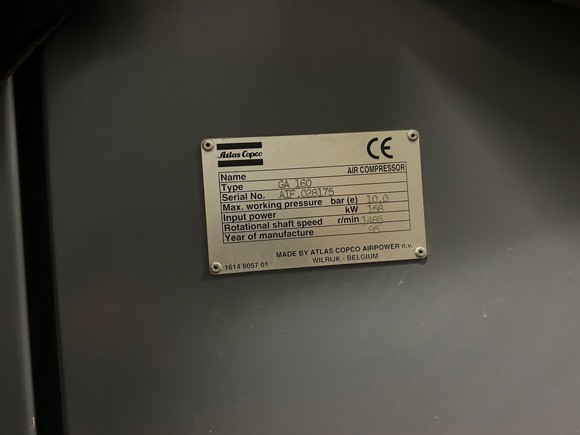 Atlas Copco
CE
Name AIR COMPRESSOR
Type GA 160
Serial No. AIF.028175
Max. working pressure bar (e) 10.0
Input power kW 158
Rotational shaft speed r/min 1485
Year of manufacture 95
MADE BY ATLAS COPCO AIRPOWER n.v.
WILRIJK - BELGIUM
1614 8057 01